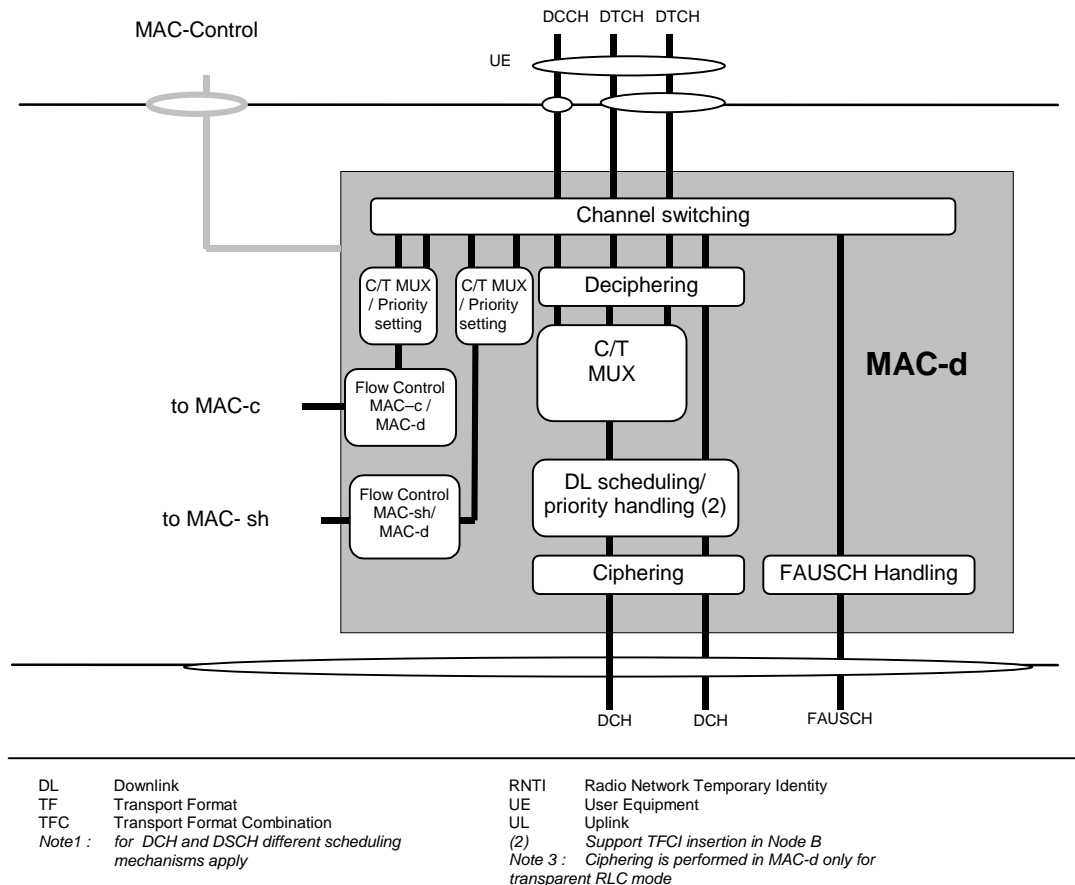 DCCH DTCH DTCH
MAC-Control
UE
Channel switching
C/T MUX
/ Priority
setting
C/T MUX
/ Priority
setting
Deciphering
C/T
MUX
MAC-d
to MAC-c
Flow Control
MAC–c /
MAC-d
to MAC- sh
Flow Control
MAC-sh/
MAC-d
DL scheduling/
priority handling (2)
Ciphering
FAUSCH Handling
DCH DCH FAUSCH
DL Downlink
TF Transport Format
TFC Transport Format Combination
Note1 : for DCH and DSCH different scheduling
mechanisms apply
RNTI Radio Network Temporary Identity
UE User Equipment
UL Uplink
(2) Support TFCI insertion in Node B
Note 3 : Ciphering is performed in MAC-d only for
transparent RLC mode